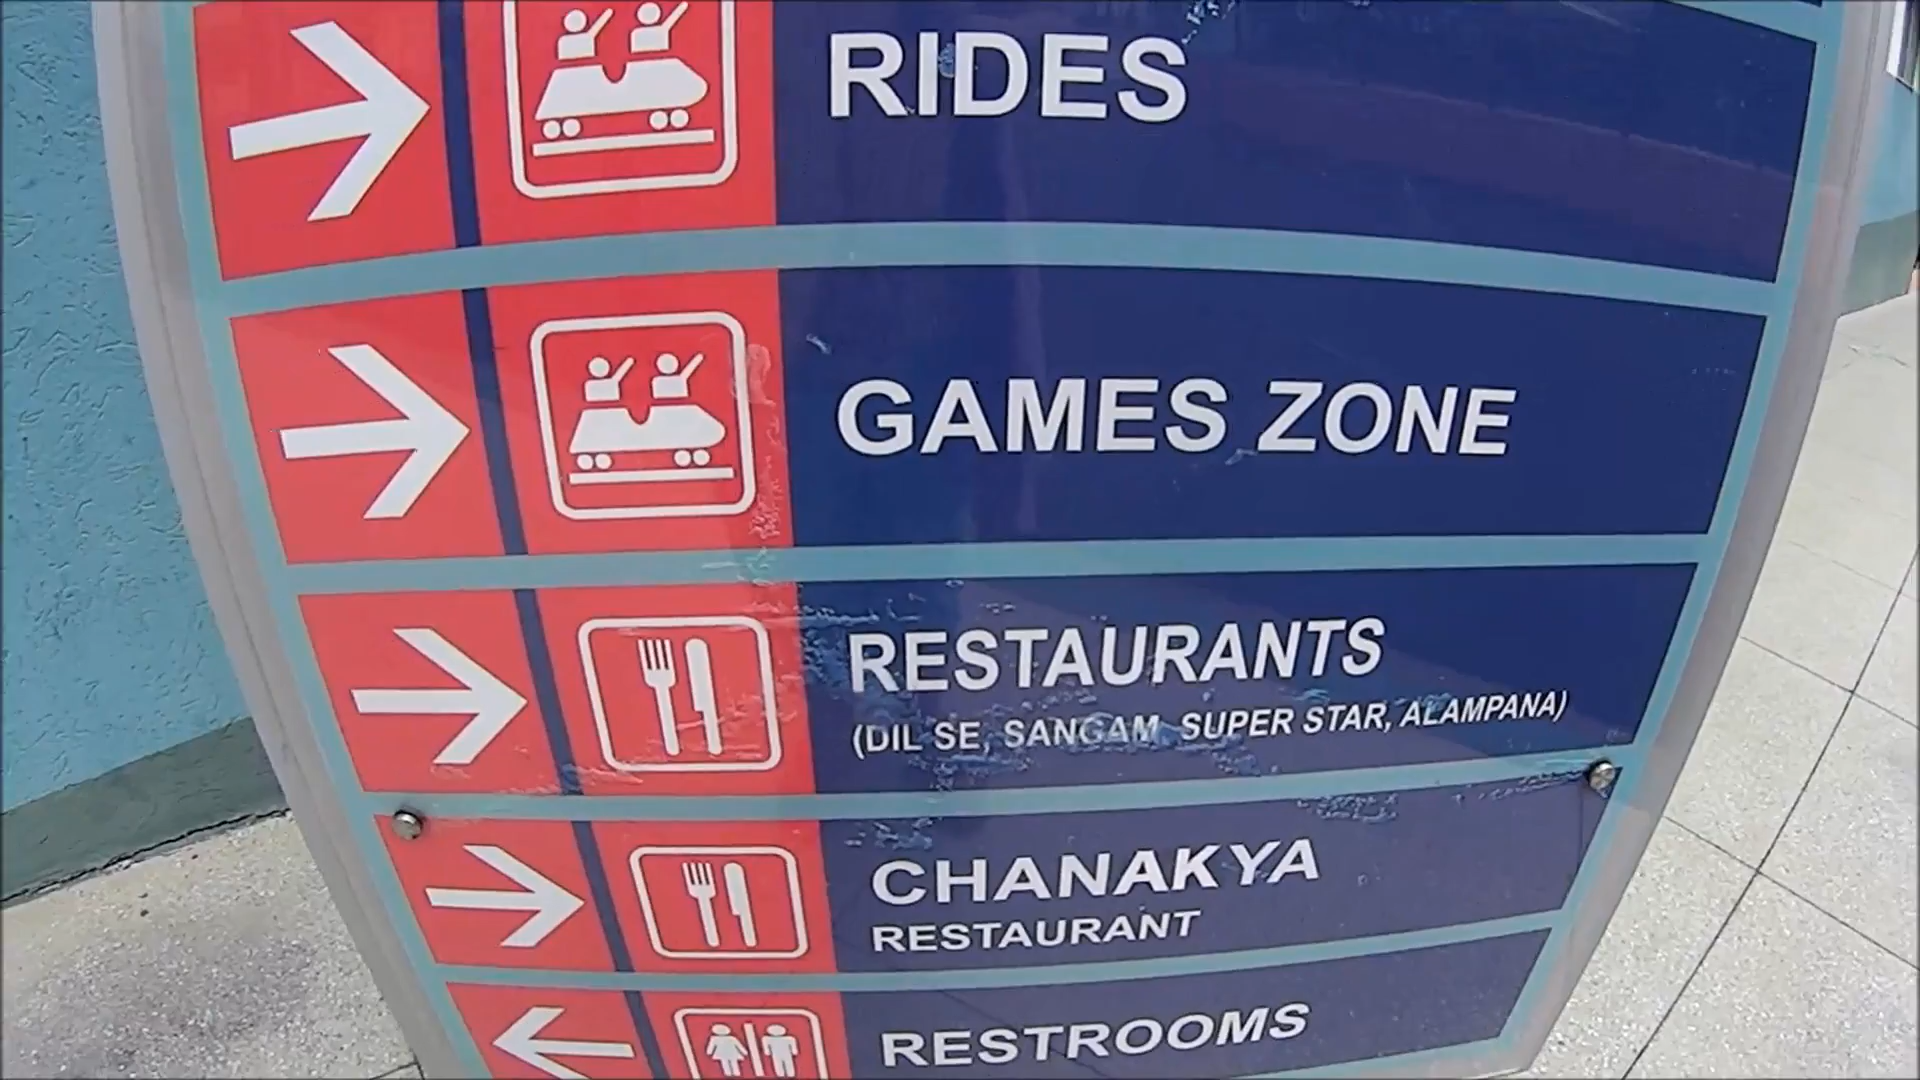 RIDES
GAMES ZONE
RESTAURANTS
(DIL SE, SANGAM SUPER STAR, ALAMPANA)
CHANAKYA
RESTAURANT
RESTROOMS